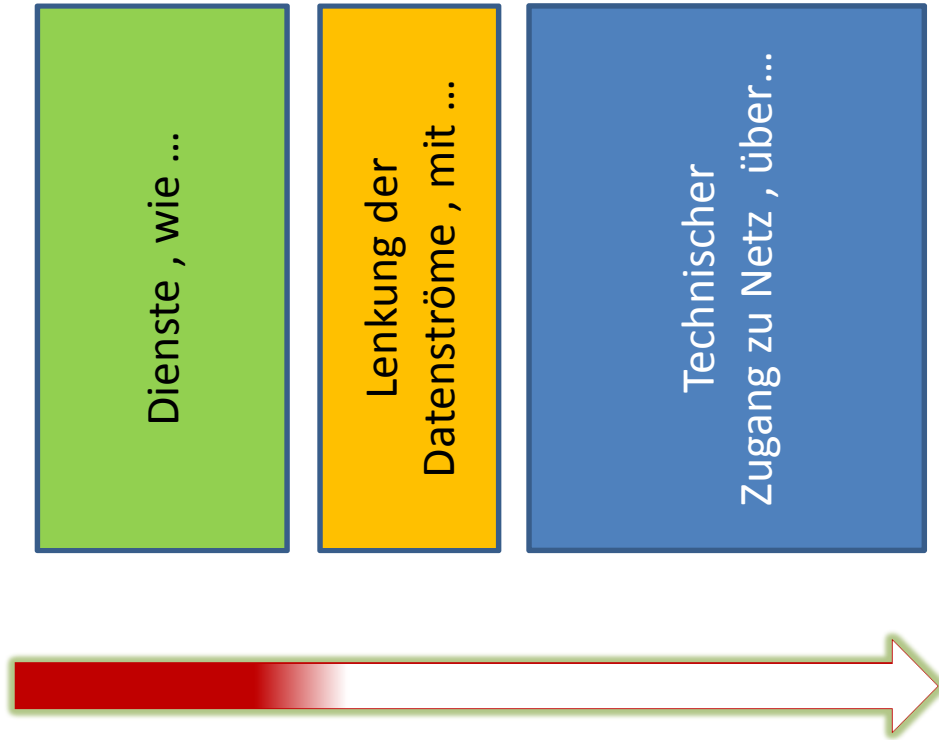 Dienste , wie ...
Lenkung der
Datenströme , mit ...
Technischer
Zugang zu Netz , über...